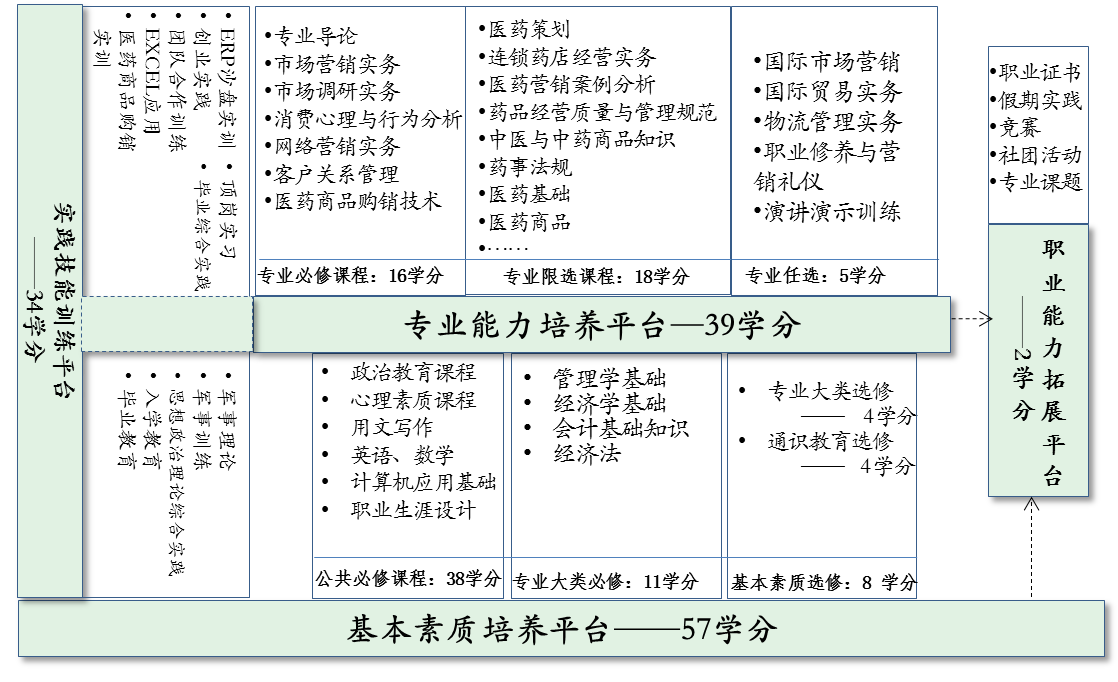 实践技能训练平台
——34学分
• ERP沙盘实训
• 创业实践
• 团队合作训练
• EXCEL应用
• 医药商品购销
实训
• 顶岗实习
• 毕业综合实践
• 军事理论
• 军事训练
• 思想政治理论综合实践
• 入学教育
• 毕业教育
•专业导论
•市场营销实务
•市场调研实务
•消费心理与行为分析
•网络营销实务
•客户关系管理
•医药商品购销技术
专业必修课程：16学分
•医药策划
•连锁药店经营实务
•医药营销案例分析
•药品经营质量与管理规范
•中医与中药商品知识
•药事法规
•医药基础
•医药商品
•……
专业限选课程：18学分
•国际市场营销
•国际贸易实务
•物流管理实务
•职业修养与营
销礼仪
•演讲演示训练
专业任选：5学分
专业能力培养平台—39学分
• 政治教育课程
• 心理素质课程
• 用文写作
• 英语、数学
• 计算机应用基础
• 职业生涯设计
公共必修课程：38学分
• 管理学基础
• 经济学基础
• 会计基础知识
• 经济法
专业大类必修：11学分
• 专业大类选修
—— 4学分
• 通识教育选修
—— 4学分
基本素质选修：8 学分
•职业证书
•假期实践
•竞赛
•社团活动
•专业课题
职业能力拓展平台
——2学分
基本素质培养平台——57学分